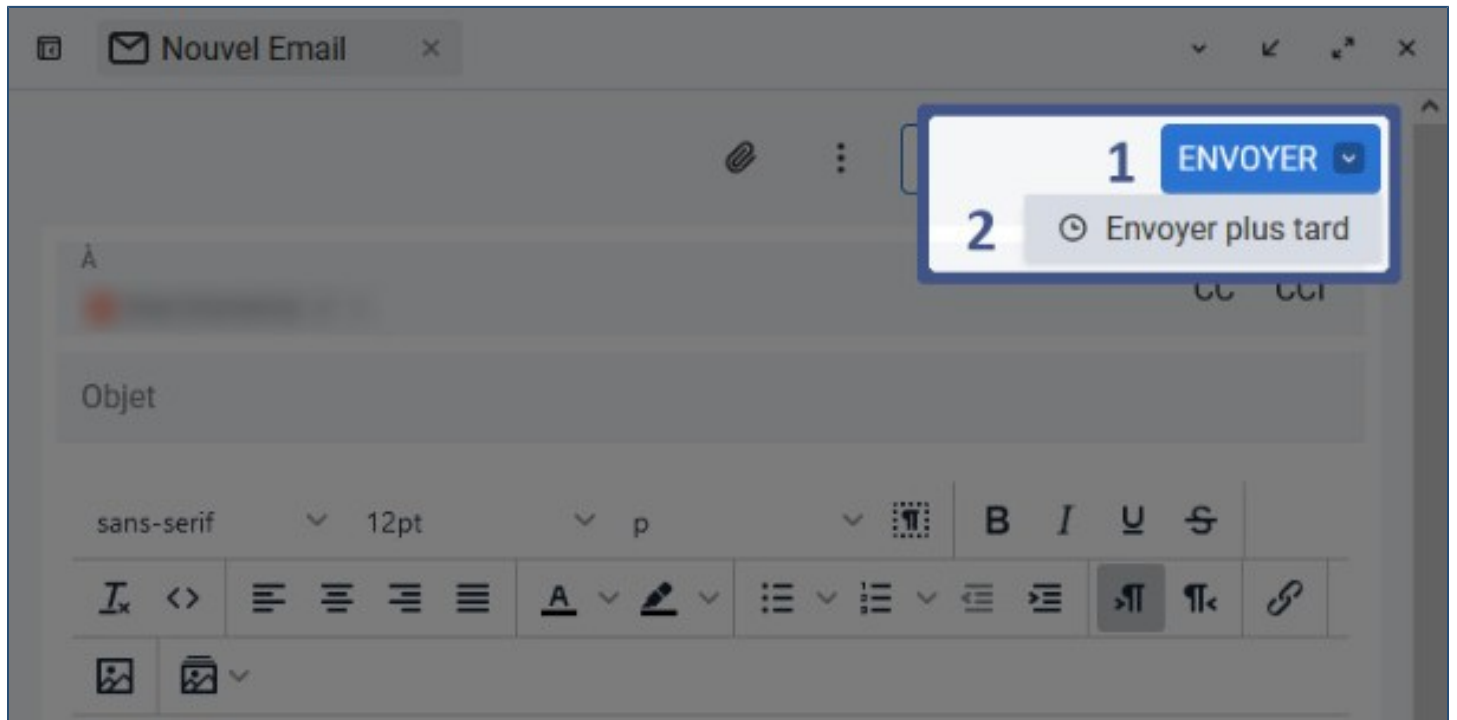 Nouvel Email
1 ENVOYER
2 Envoyer plus tard
À
CC CCI
Objet
sans-serif 12pt p
B I U S